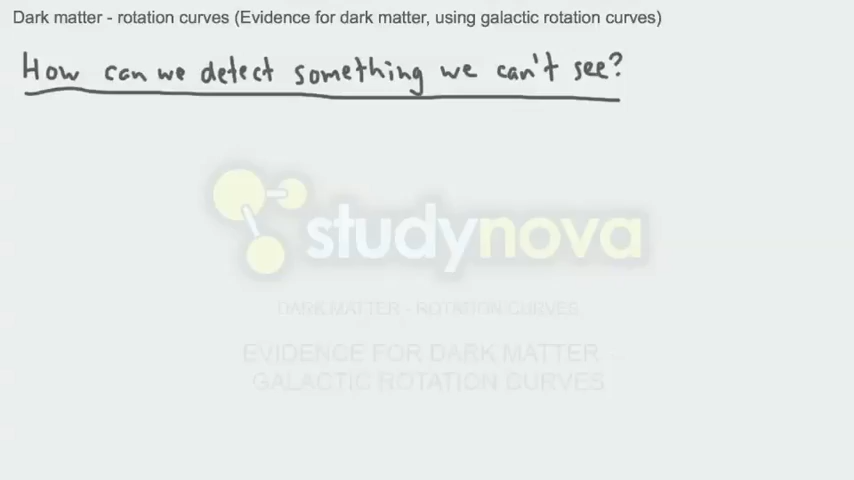 Dark matter - rotation curves (Evidence for dark matter, using galactic rotation curves)
How can we detect something we can't see?
studynova
DARK MATTER - ROTATION CURVES
EVIDENCE FOR DARK MATTER
GALACTIC ROTATION CURVES